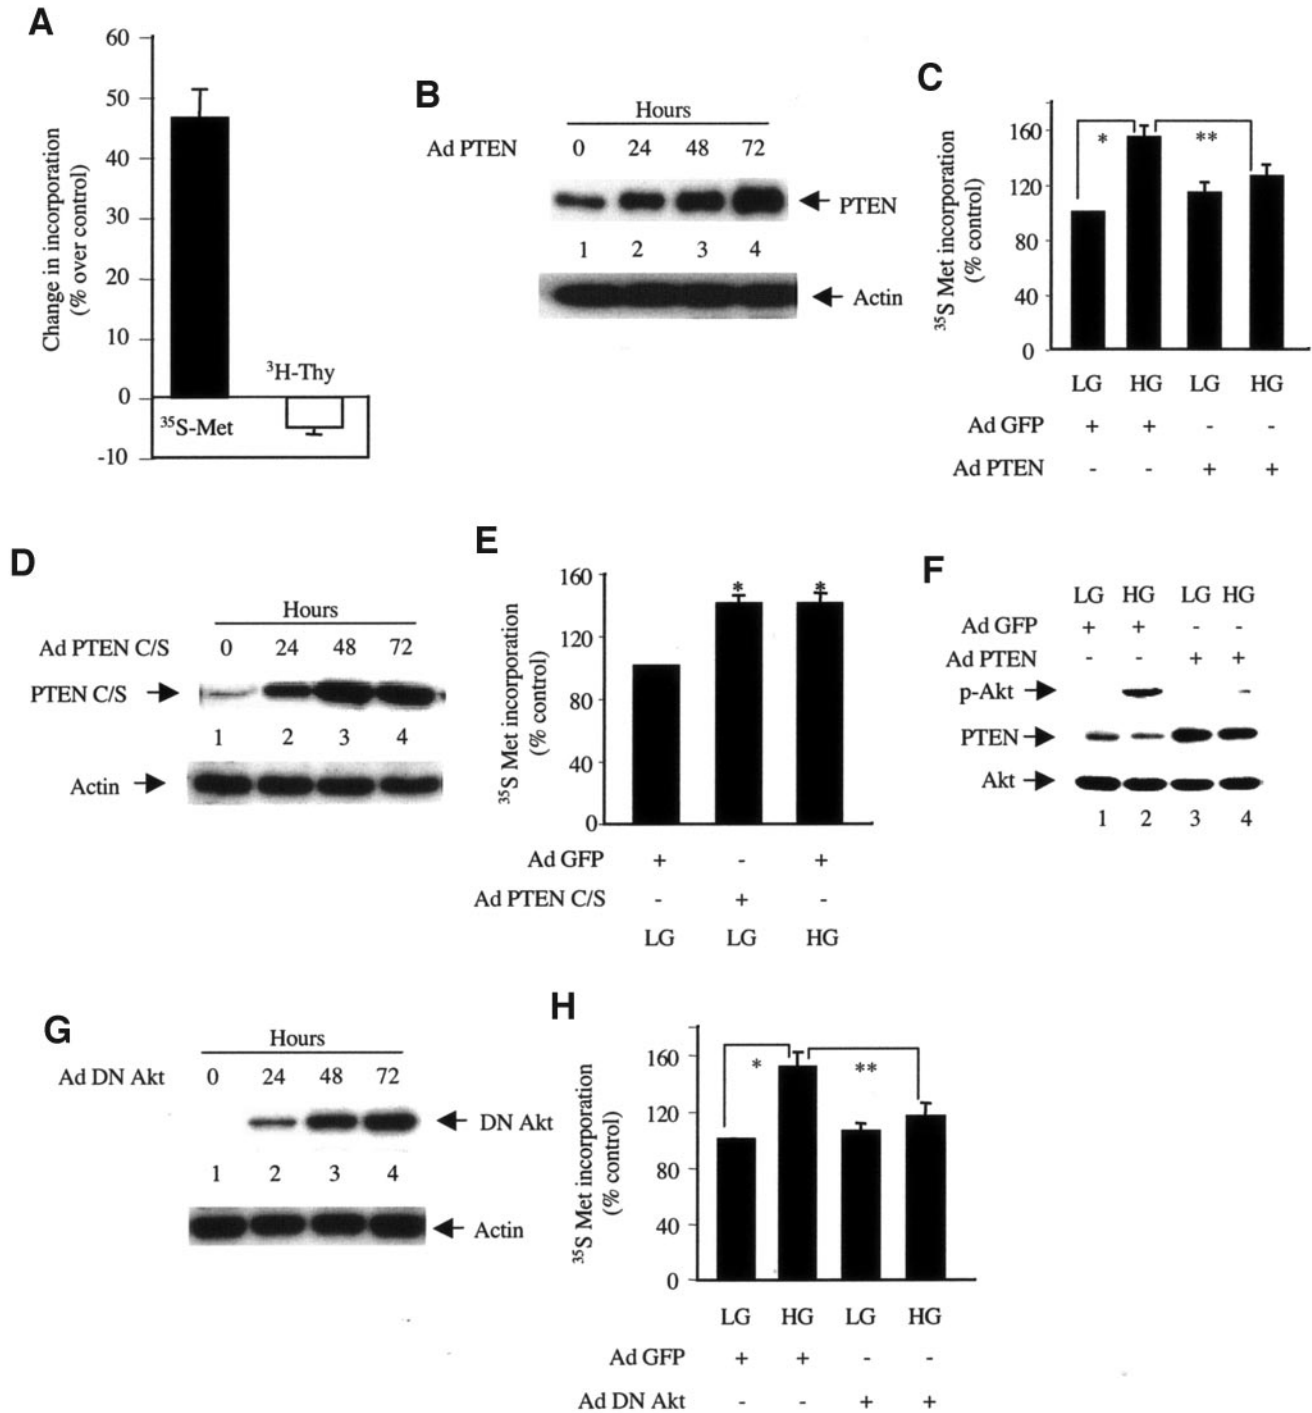 A
60
50
40
30
20
10
0
-10
Change in incorporation
(% over control)
³⁵S-Met
³H-Thy
B
Hours
Ad PTEN 0 24 48 72
PTEN
1 2 3 4
Actin
C
160
120
80
40
0
³⁵S Met incorporation
(% control)
* **
LG HG LG HG
Ad GFP + + - -
Ad PTEN - - + +
D
Hours
Ad PTEN C/S 0 24 48 72
PTEN C/S
1 2 3 4
Actin
E
160
120
80
40
0
³⁵S Met incorporation
(% control)
* *
Ad GFP + - +
Ad PTEN C/S - + -
LG LG HG
F
LG HG LG HG
Ad GFP + + - -
Ad PTEN - - + +
p-Akt
PTEN
Akt
1 2 3 4
G
Hours
Ad DN Akt 0 24 48 72
DN Akt
1 2 3 4
Actin
H
160
120
80
40
0
³⁵S Met incorporation
(% control)
* **
LG HG LG HG
Ad GFP + + - -
Ad DN Akt - - + +